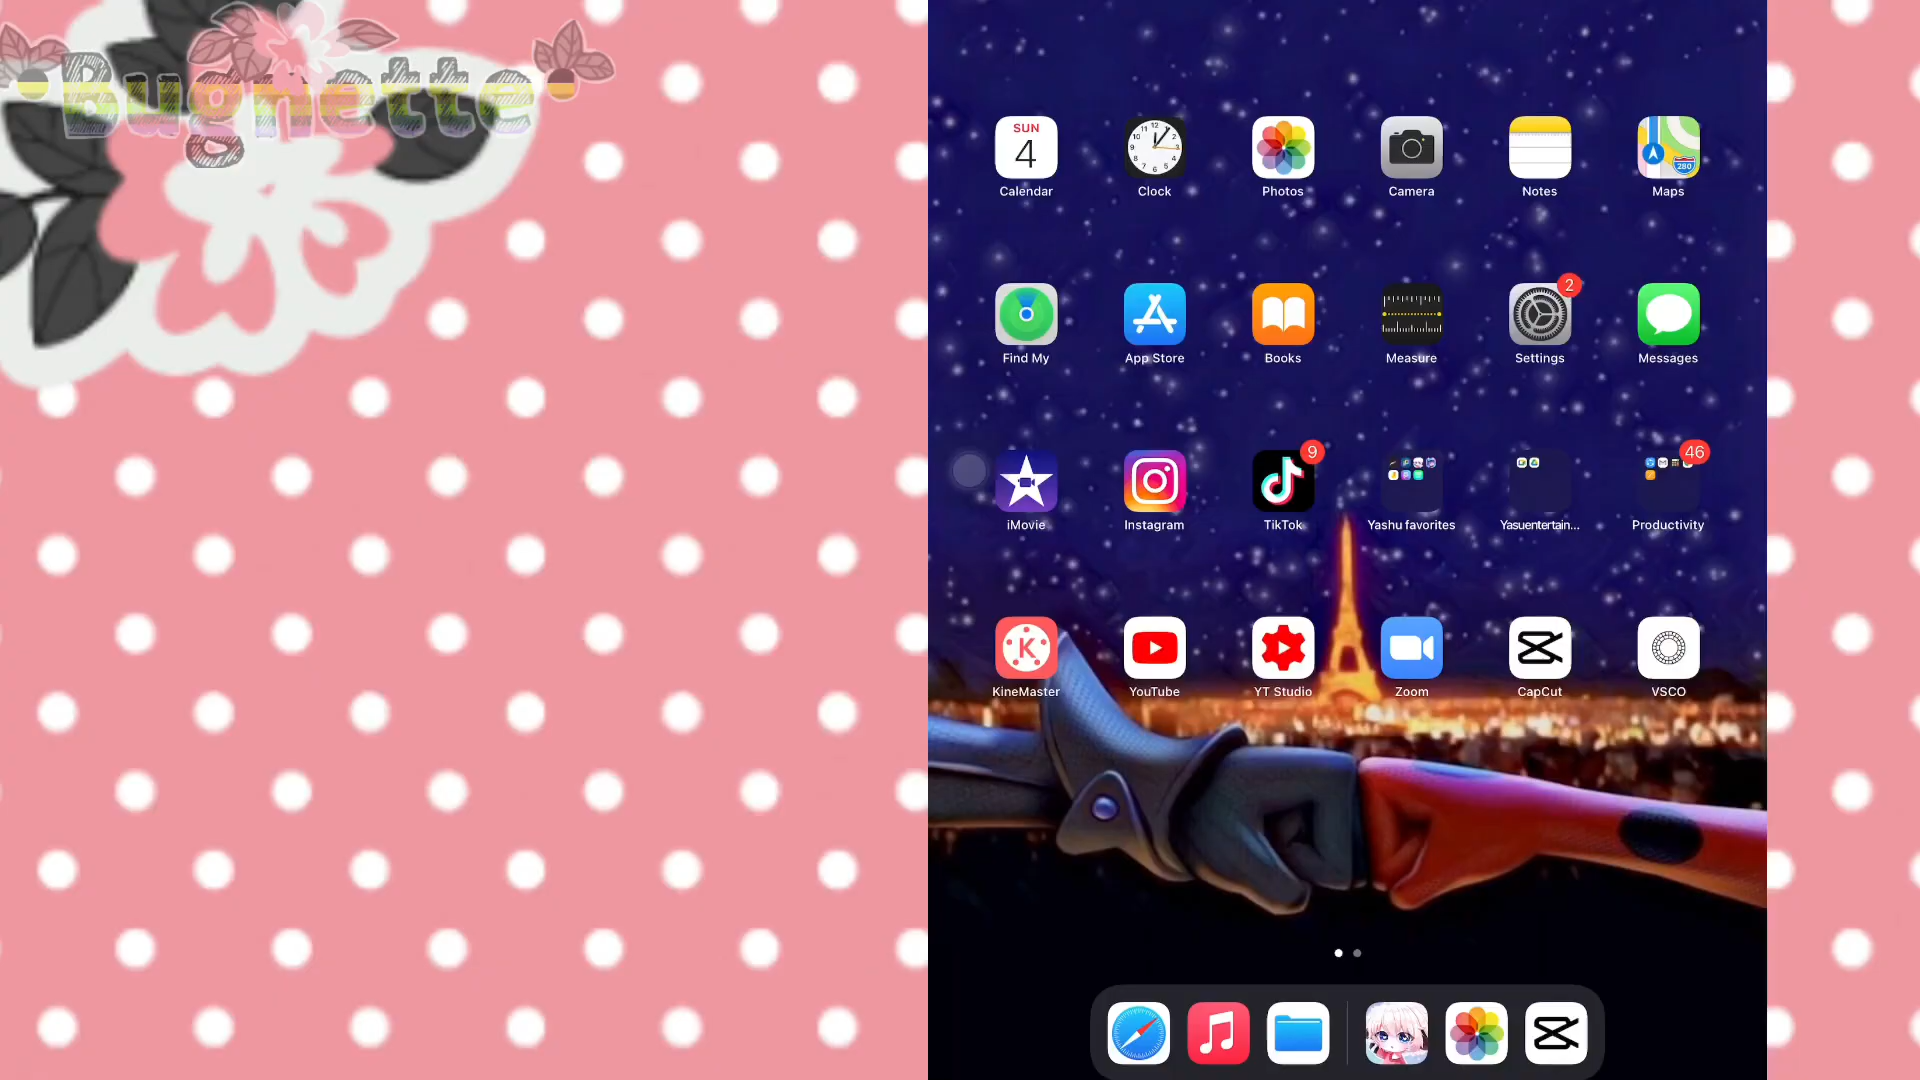 Bugnette
SUN
4
Calendar
Clock
Photos
Camera
Notes
280
Maps
Find My
App Store
Books
Measure
2
Settings
Messages
iMovie
Instagram
9
TikTok
Yashu favorites
Yasuentertain...
46
Productivity
K
KineMaster
YouTube
YT Studio
Zoom
CapCut
VSCO